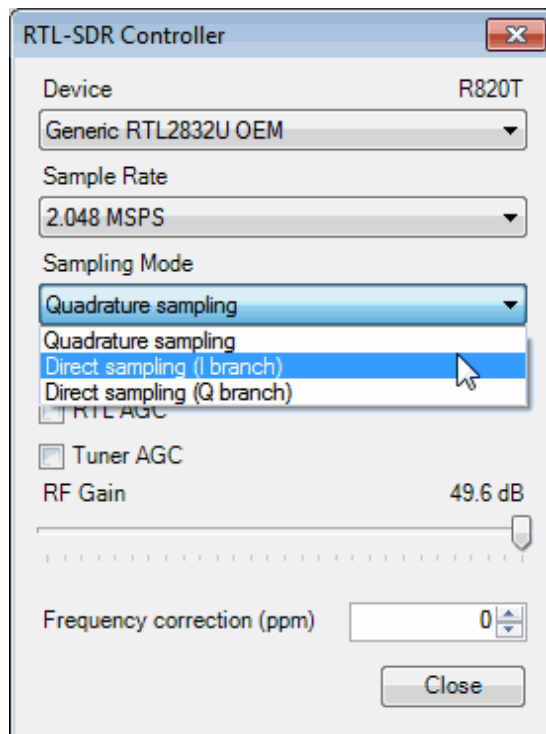 RTL-SDR Controller
Device R820T
Generic RTL2832U OEM
Sample Rate
2.048 MSPS
Sampling Mode
Quadrature sampling
Quadrature sampling
Direct sampling (I branch)
Direct sampling (Q branch)
RTL AGC
Tuner AGC
RF Gain 49.6 dB
Frequency correction (ppm) 0
Close